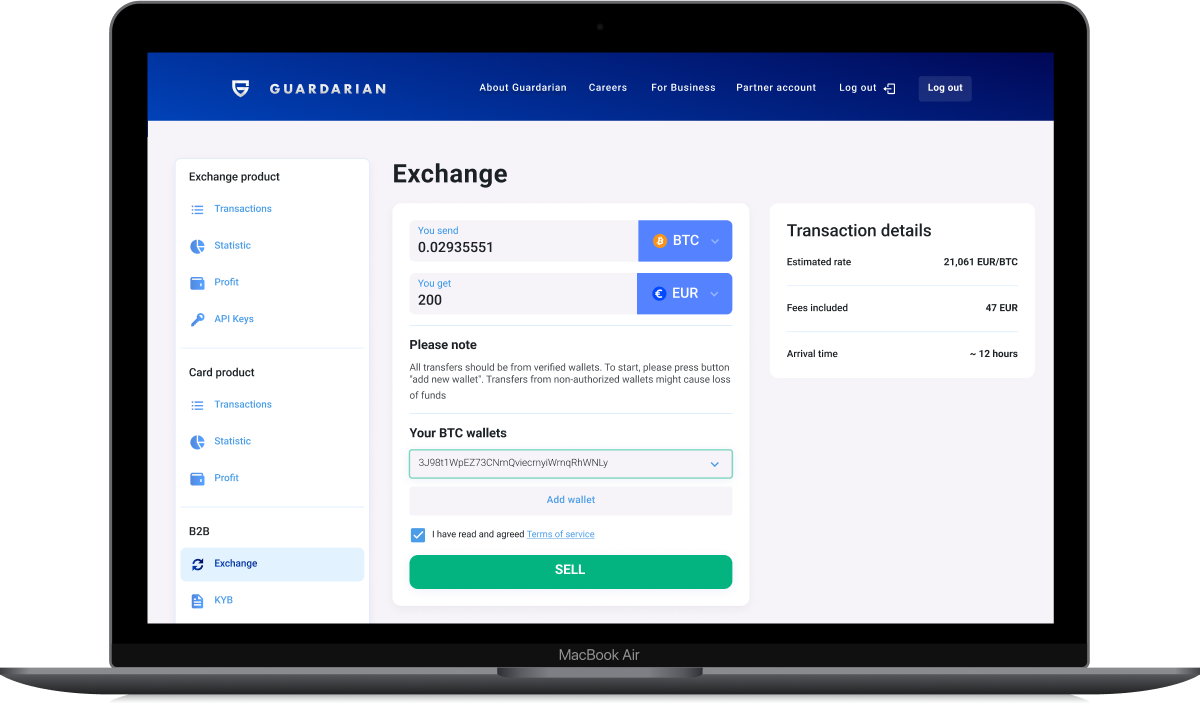 GUARDARIAN
About Guardarian
Careers
For Business
Partner account
Log out
Log out
Exchange product
Transactions
Statistic
Profit
API Keys
Card product
Transactions
Statistic
Profit
B2B
Exchange
KYB
Exchange
You send
0.02935551
BTC
You get
200
EUR
Please note
All transfers should be from verified wallets. To start, please press button
"add new wallet". Transfers from non-authorized wallets might cause loss
of funds
Your BTC wallets
3J98t1WpEZ73CNmQviecrnyiWrnqRhWNLy
Add wallet
I have read and agreed Terms of service
SELL
Transaction details
Estimated rate
21,061 EUR/BTC
Fees included
47 EUR
Arrival time
~ 12 hours
MacBook Air